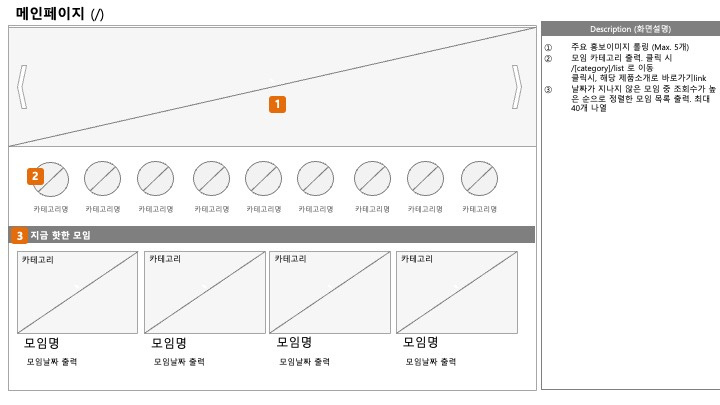 메인페이지 (/)
Description (화면설명)
① 주요 홍보이미지 롤링 (Max. 5개)
② 모임 카테고리 출력. 클릭 시
/[category]/list 로 이동
클릭시, 해당 제품소개로 바로가기link
③ 날짜가 지나지 않은 모임 중 조회수가 높
은 순으로 정렬한 모임 목록 출력. 최대
40개 나열
1
2
카테고리명 카테고리명 카테고리명 카테고리명 카테고리명 카테고리명 카테고리명 카테고리명 카테고리명
3 지금 핫한 모임
카테고리 카테고리 카테고리 카테고리
모임명 모임명 모임명 모임명
모임날짜 출력 모임날짜 출력 모임날짜 출력 모임날짜 출력